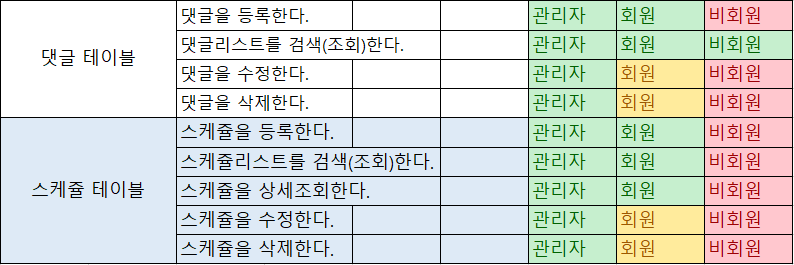 댓글 테이블
댓글을 등록한다. 관리자 회원 비회원
댓글리스트를 검색(조회)한다. 관리자 회원 비회원
댓글을 수정한다. 관리자 회원 비회원
댓글을 삭제한다. 관리자 회원 비회원
스케쥴 테이블
스케쥴을 등록한다. 관리자 회원 비회원
스케쥴리스트를 검색(조회)한다. 관리자 회원 비회원
스케쥴을 상세조회한다. 관리자 회원 비회원
스케쥴을 수정한다. 관리자 회원 비회원
스케쥴을 삭제한다. 관리자 회원 비회원